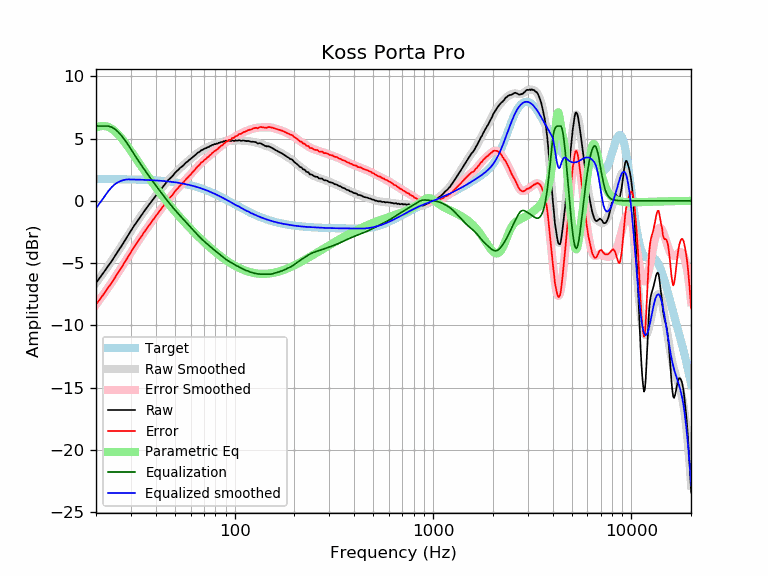 Koss Porta Pro
Amplitude (dBr)
10
5
0
−5
−10
−15
−20
−25
Target
Raw Smoothed
Error Smoothed
Raw
Error
Parametric Eq
Equalization
Equalized smoothed
100
1000
10000
Frequency (Hz)